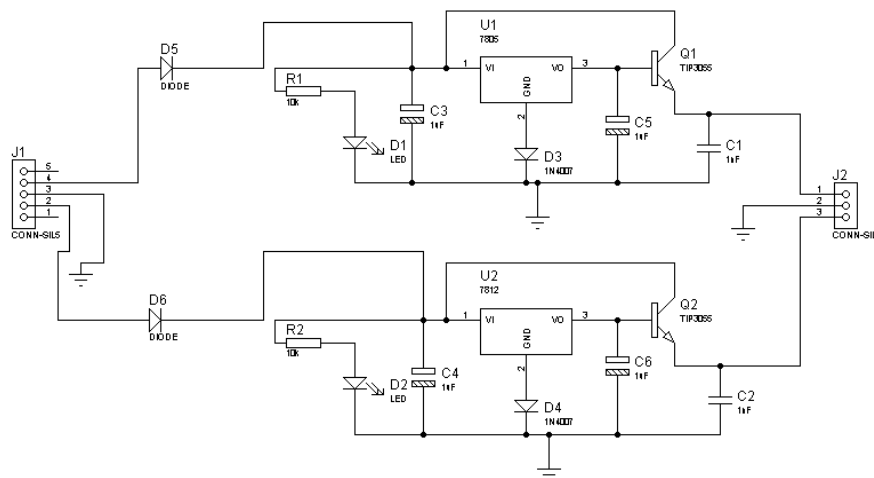 D5
DIODE
R1
10k
D1
LED
C3
1uF
U1
7805
1
VI
VO
3
GND
2
D3
1N4007
C5
1uF
Q1
TIP3055
C1
1uF
J1
5
4
3
2
1
CONN-SIL5
J2
1
2
3
CONN-SIL
D6
DIODE
R2
10k
D2
LED
C4
1uF
U2
7812
1
VI
VO
3
GND
2
D4
1N4007
C6
1uF
Q2
TIP3055
C2
1uF